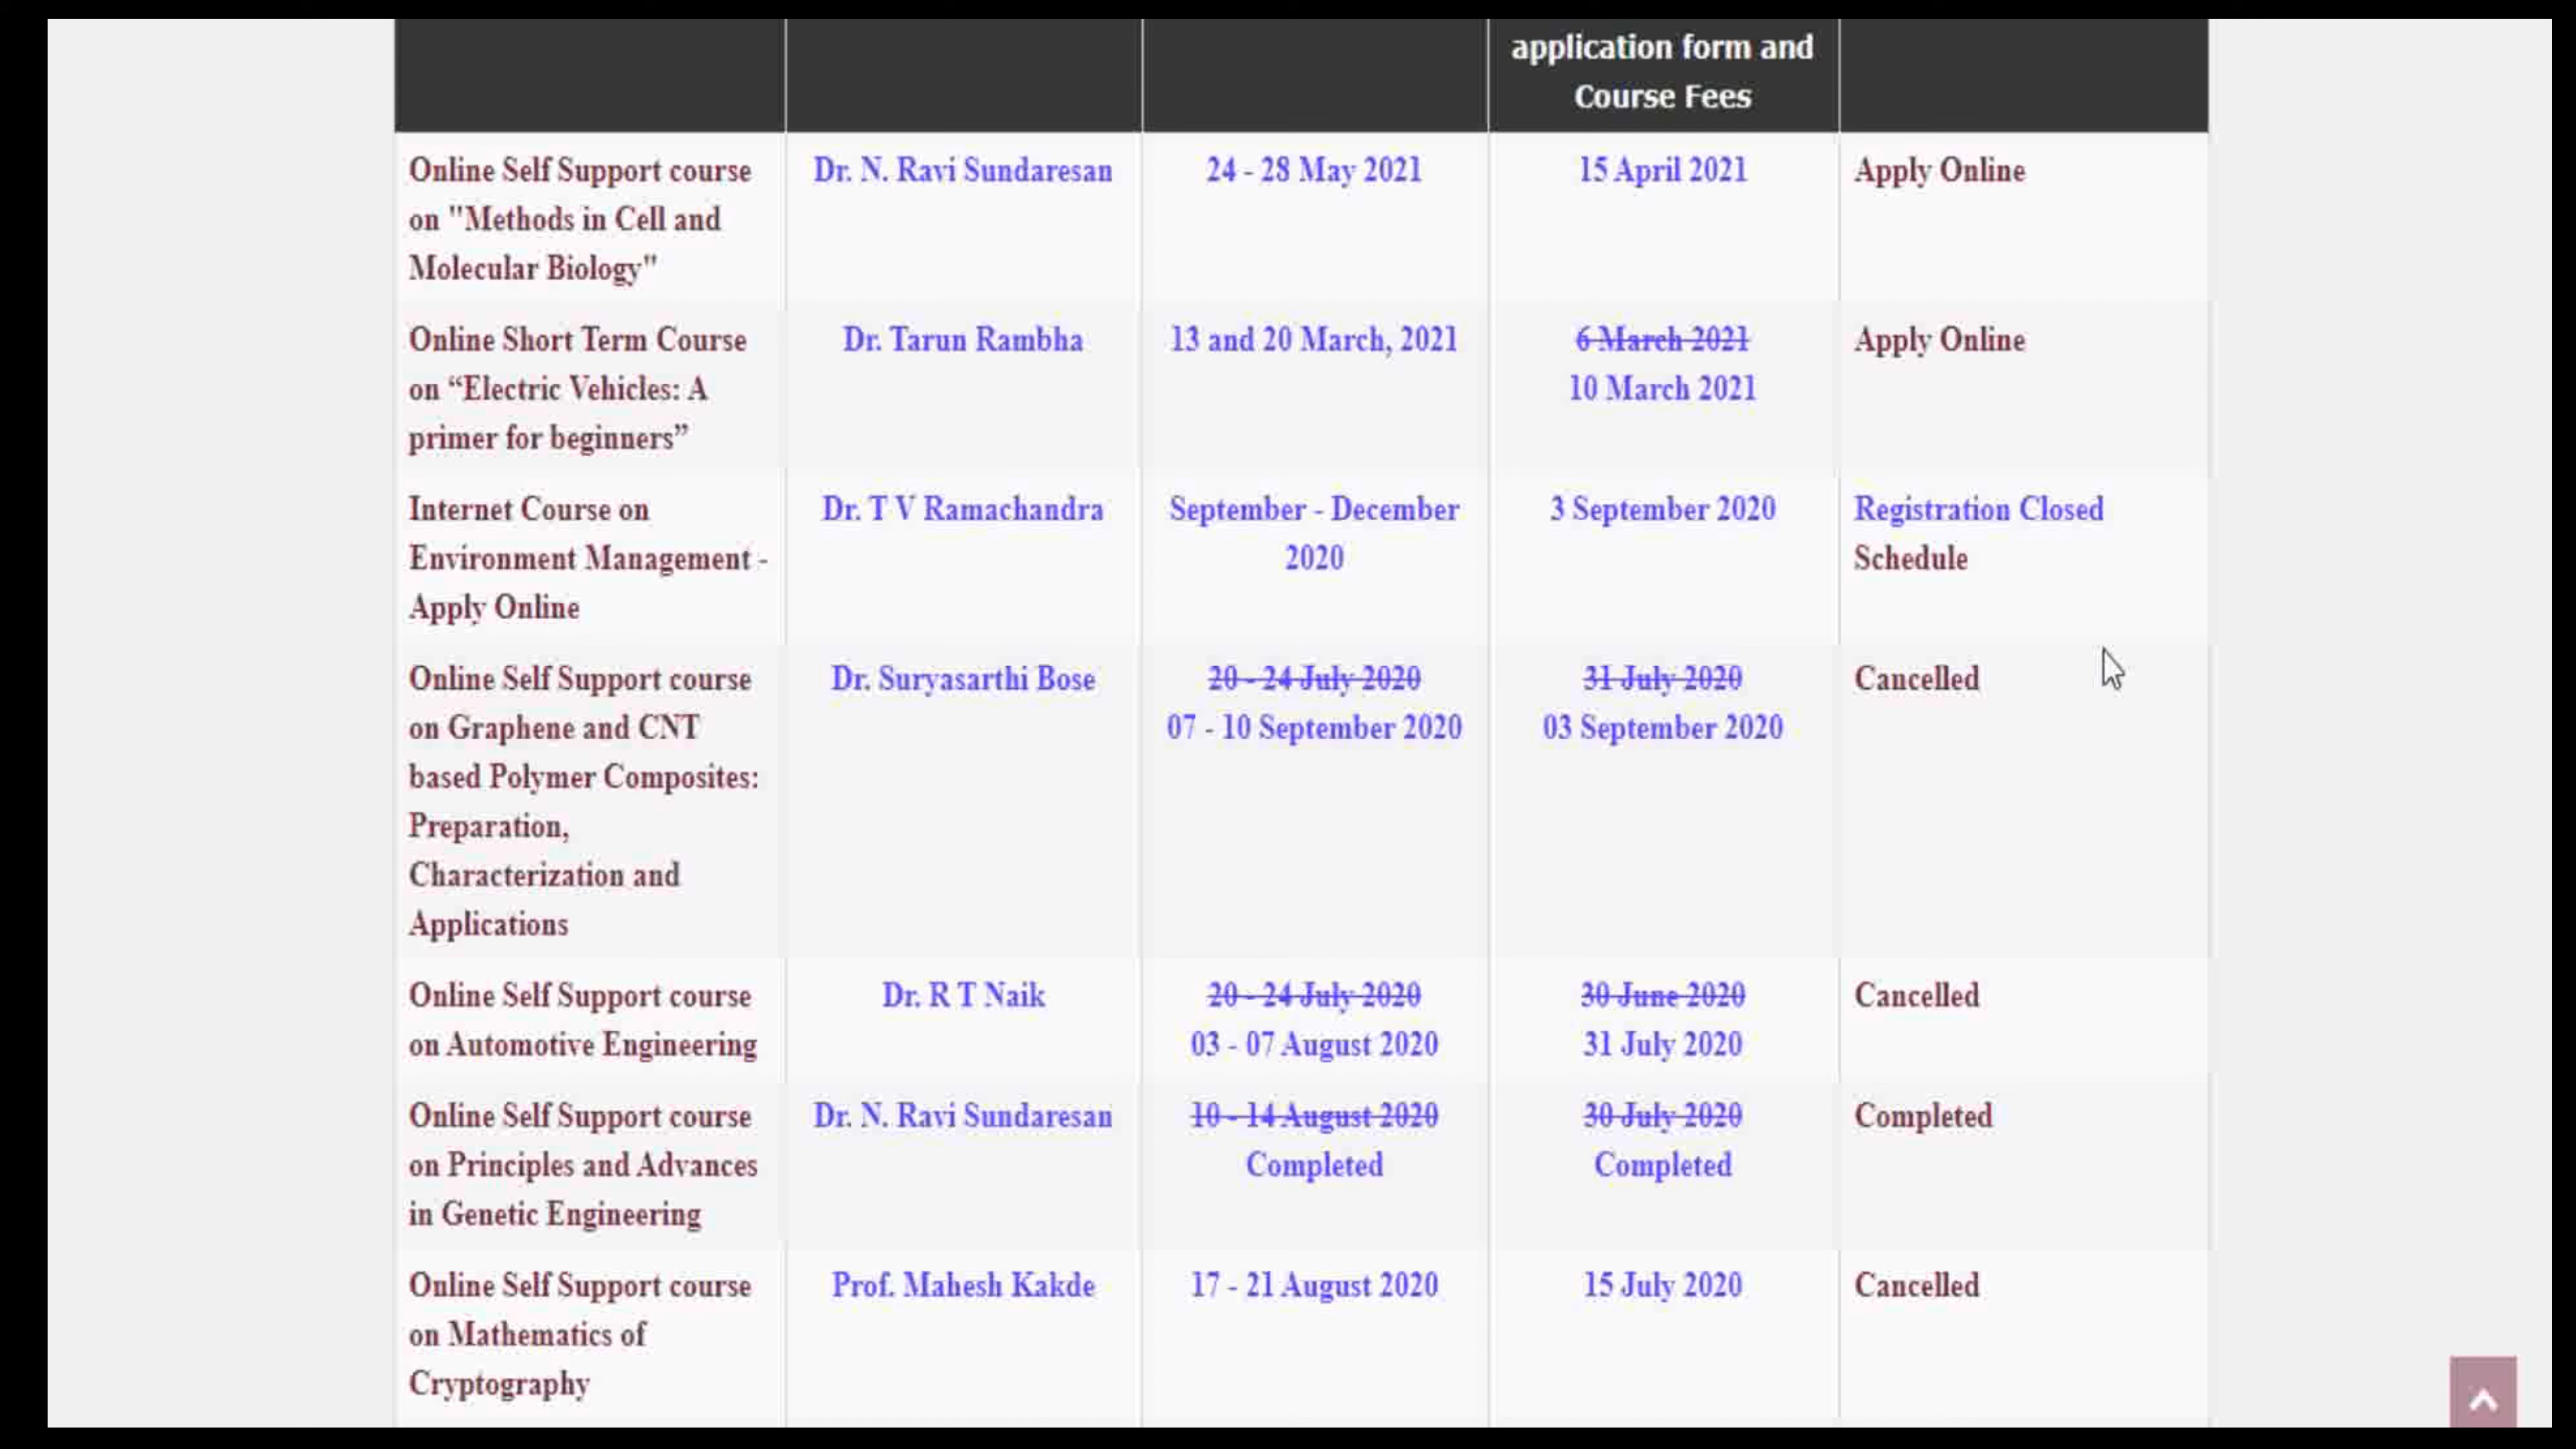 application form and
Course Fees
Online Self Support course
on "Methods in Cell and
Molecular Biology"
Dr. N. Ravi Sundaresan
24 - 28 May 2021
15 April 2021
Apply Online
Online Short Term Course
on “Electric Vehicles: A
primer for beginners”
Dr. Tarun Rambha
13 and 20 March, 2021
6 March 2021
10 March 2021
Apply Online
Internet Course on
Environment Management -
Apply Online
Dr. T V Ramachandra
September - December
2020
3 September 2020
Registration Closed
Schedule
Online Self Support course
on Graphene and CNT
based Polymer Composites:
Preparation,
Characterization and
Applications
Dr. Suryasarthi Bose
20 - 24 July 2020
07 - 10 September 2020
31 July 2020
03 September 2020
Cancelled
Online Self Support course
on Automotive Engineering
Dr. R T Naik
20 - 24 July 2020
03 - 07 August 2020
30 June 2020
31 July 2020
Cancelled
Online Self Support course
on Principles and Advances
in Genetic Engineering
Dr. N. Ravi Sundaresan
10 - 14 August 2020
Completed
30 July 2020
Completed
Completed
Online Self Support course
on Mathematics of
Cryptography
Prof. Mahesh Kakde
17 - 21 August 2020
15 July 2020
Cancelled